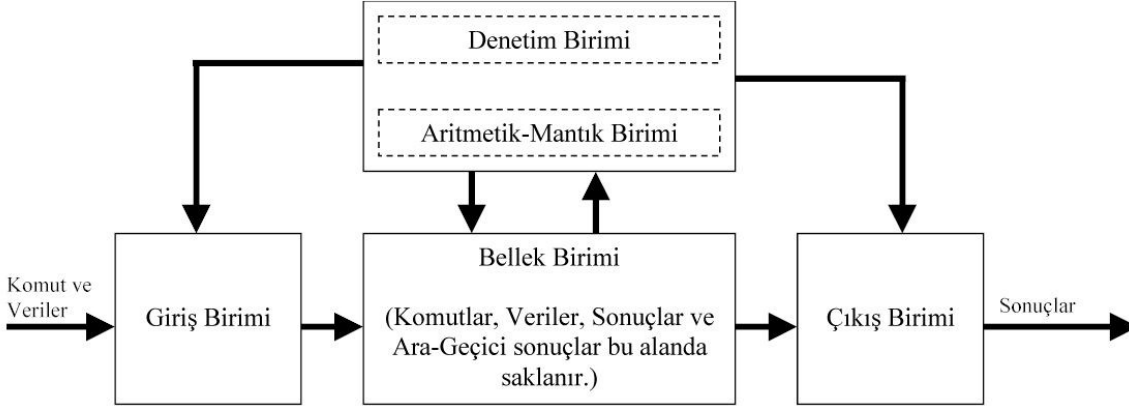 Denetim Birimi
Aritmetik-Mantık Birimi
Komut ve
Veriler
Giriş Birimi
Bellek Birimi
(Komutlar, Veriler, Sonuçlar ve
Ara-Geçici sonuçlar bu alanda
saklanır.)
Çıkış Birimi
Sonuçlar